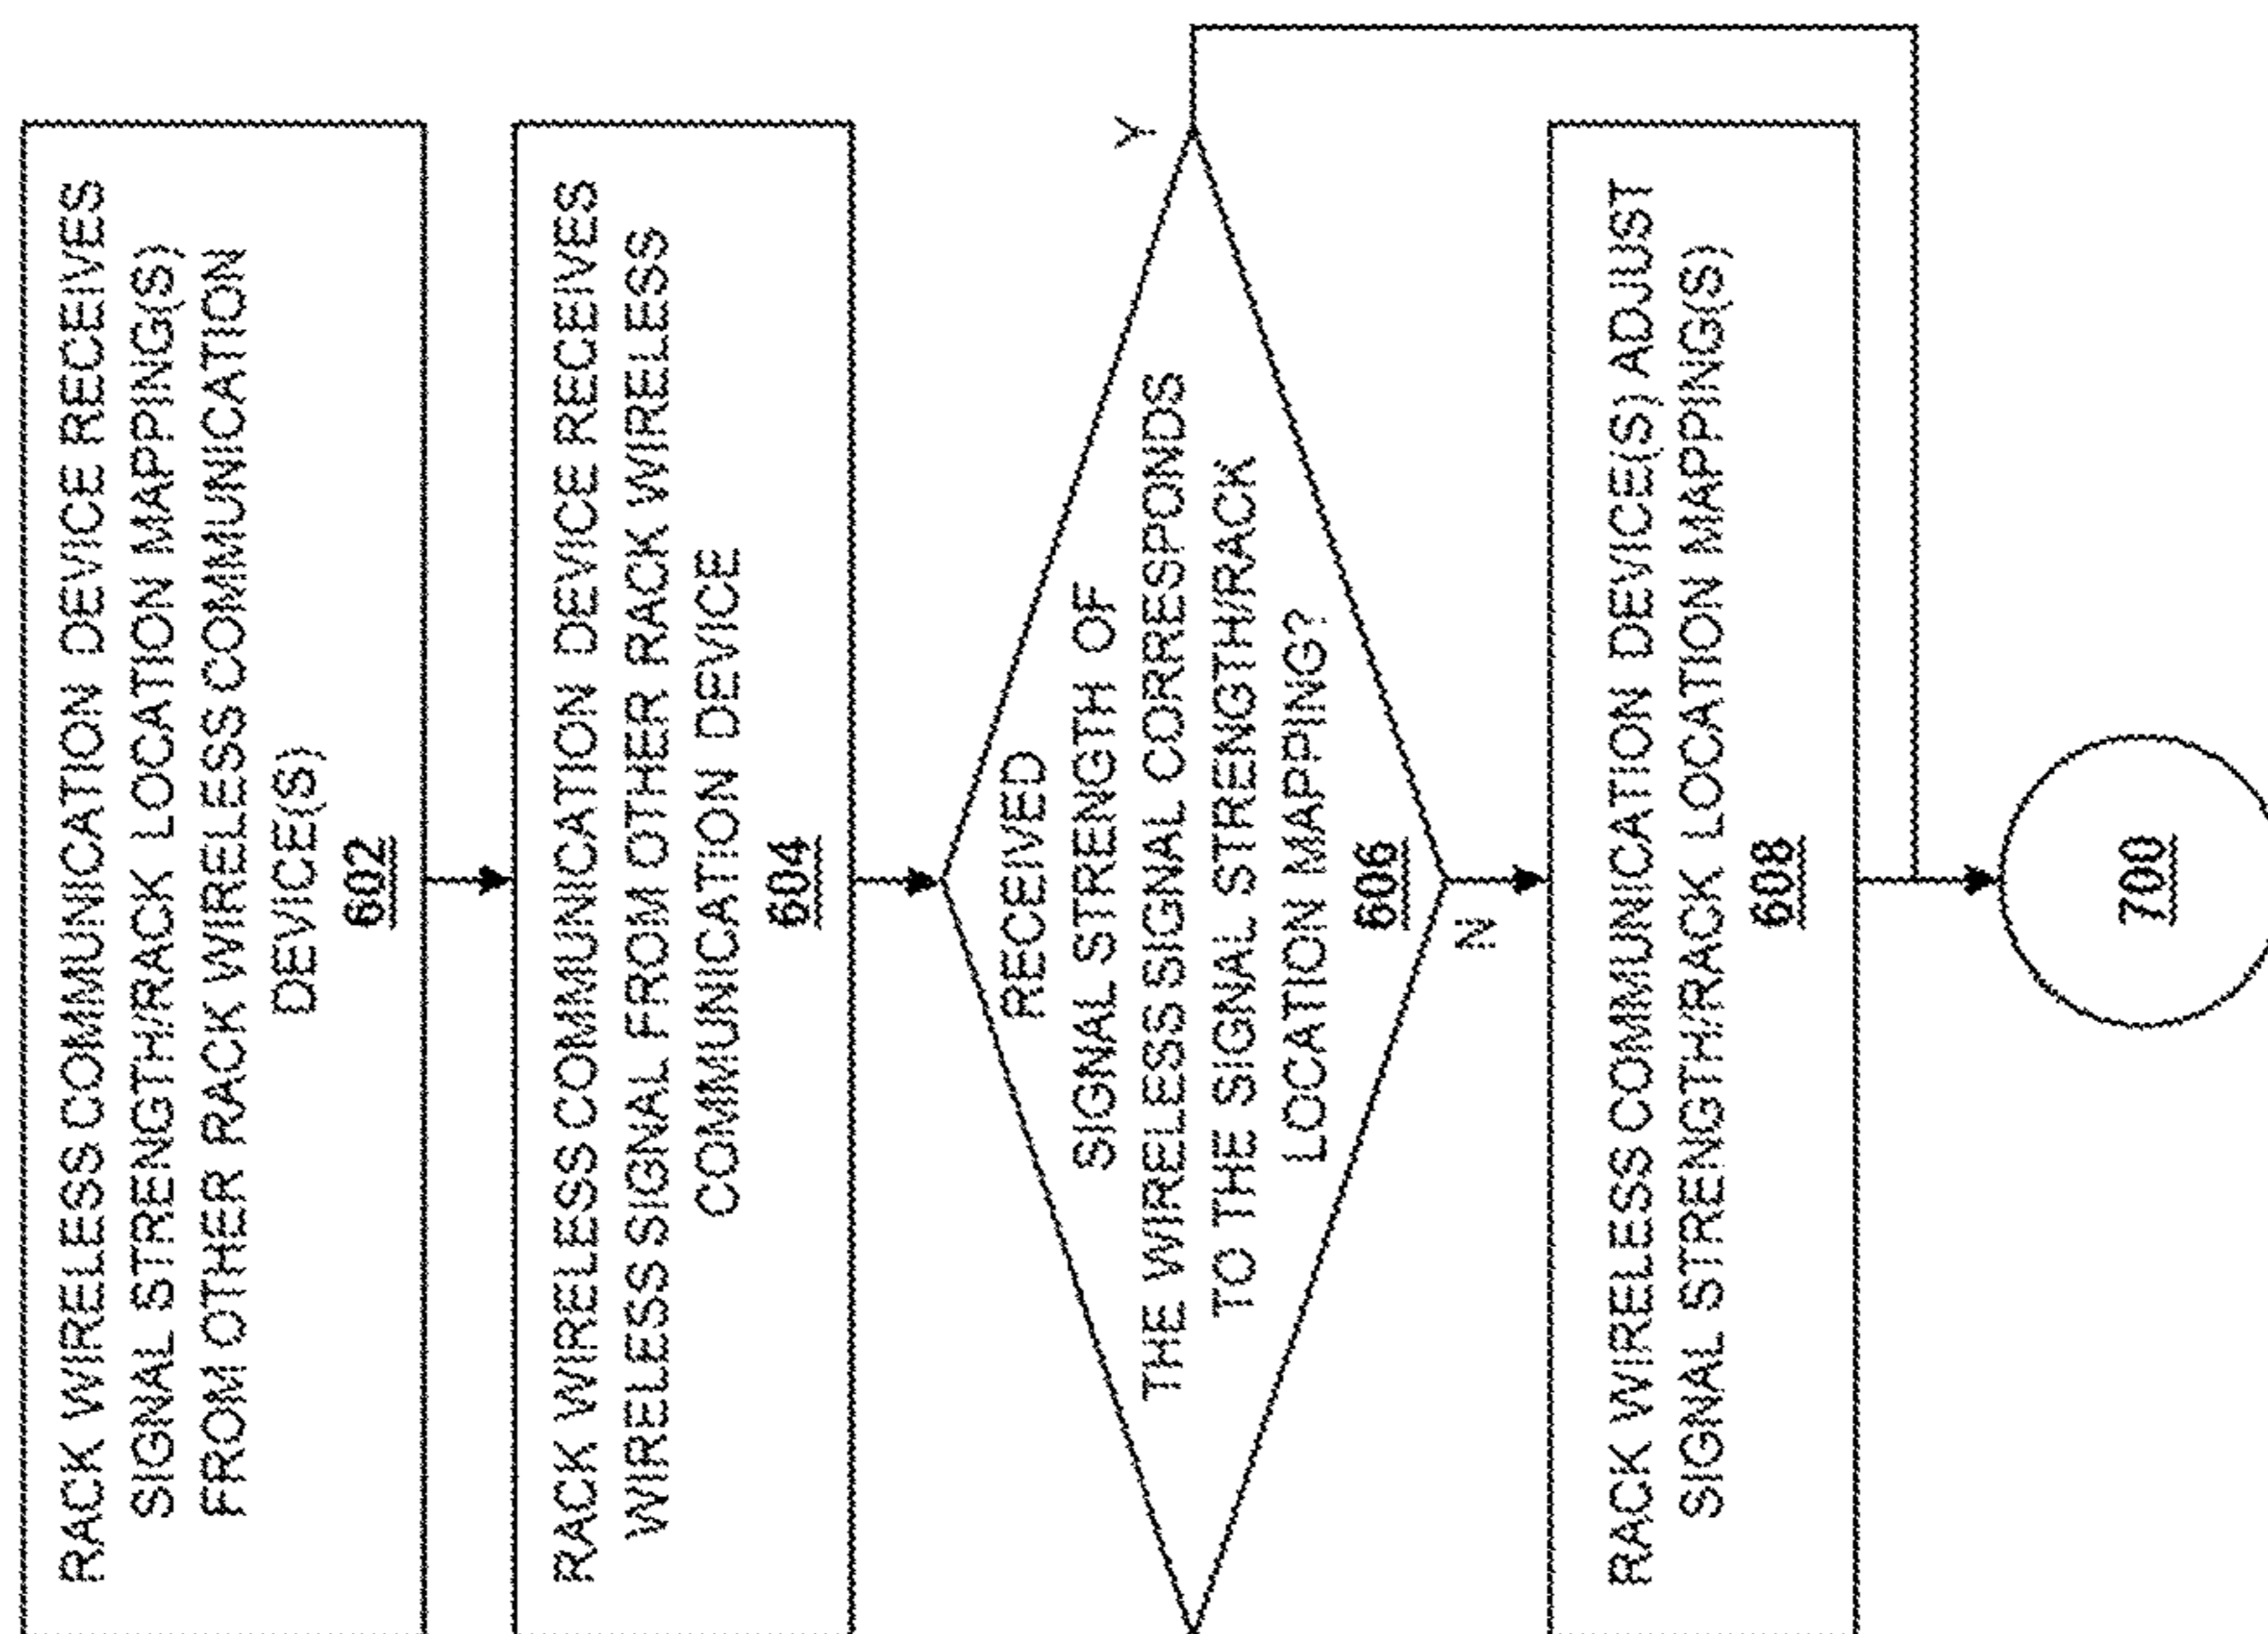 RACK WIRELESS COMMUNICATION DEVICE RECEIVES
SIGNAL STRENGTH/RACK LOCATION MAPPING(S)
FROM OTHER RACK WIRELESS COMMUNICATION
DEVICE(S)
602
RACK WIRELESS COMMUNICATION DEVICE RECEIVES
WIRELESS SIGNAL FROM OTHER RACK WIRELESS
COMMUNICATION DEVICE
604
RECEIVED
SIGNAL STRENGTH OF
THE WIRELESS SIGNAL CORRESPONDS
TO THE SIGNAL STRENGTH/RACK
LOCATION MAPPING?
606
Y
N
RACK WIRELESS COMMUNICATION DEVICE(S) ADJUST
SIGNAL STRENGTH/RACK LOCATION MAPPING(S)
608
700